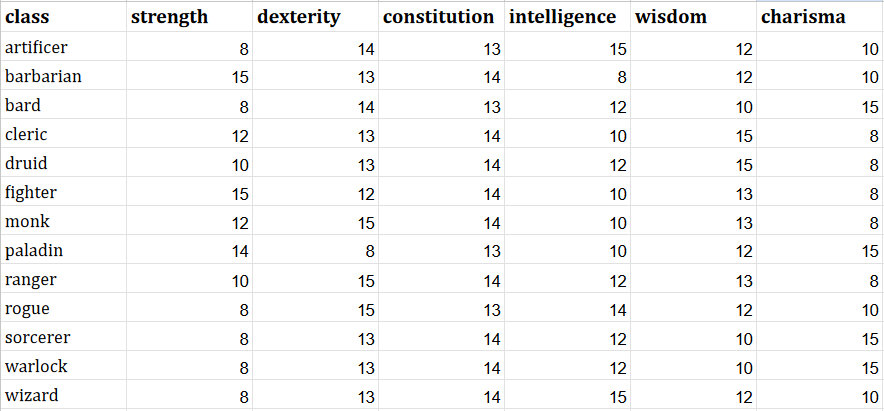 class strength dexterity constitution intelligence wisdom charisma
artificer 8 14 13 15 12 10
barbarian 15 13 14 8 12 10
bard 8 14 13 12 10 15
cleric 12 13 14 10 15 8
druid 10 13 14 12 15 8
fighter 15 12 14 10 13 8
monk 12 15 14 10 13 8
paladin 14 8 13 10 12 15
ranger 10 15 14 12 13 8
rogue 8 15 13 14 12 10
sorcerer 8 13 14 12 10 15
warlock 8 13 14 12 10 15
wizard 8 13 14 15 12 10